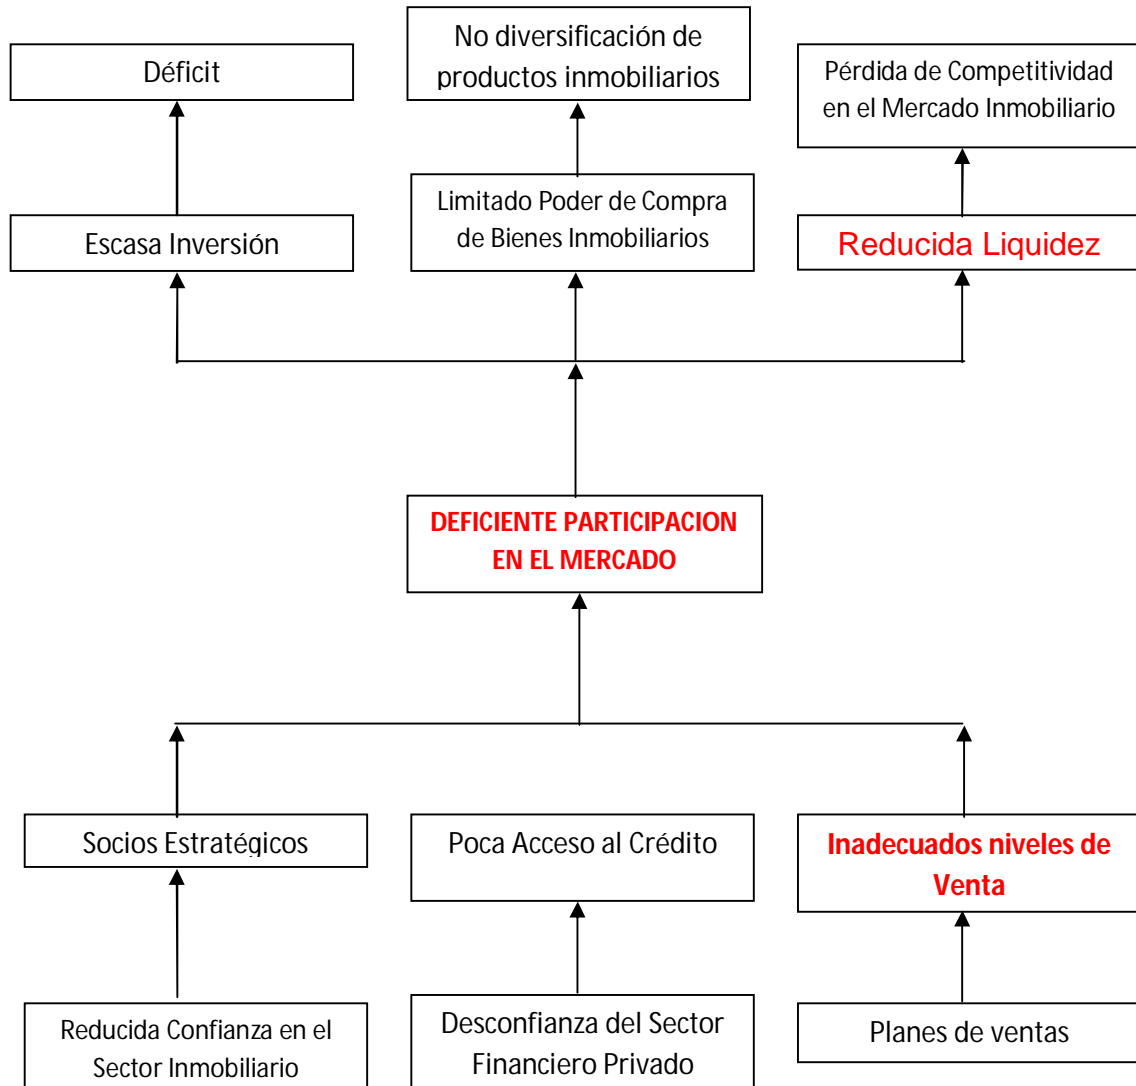 Déficit
No diversificación de
productos inmobiliarios
Pérdida de Competitividad
en el Mercado Inmobiliario
Escasa Inversión
Limitado Poder de Compra
de Bienes Inmobiliarios
Reducida Liquidez
DEFICIENTE PARTICIPACION
EN EL MERCADO
Socios Estratégicos
Poca Acceso al Crédito
Inadecuados niveles de
Venta
Reducida Confianza en el
Sector Inmobiliario
Desconfianza del Sector
Financiero Privado
Planes de ventas